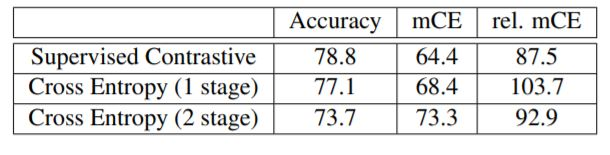 Accuracy mCE rel. mCE
Supervised Contrastive 78.8 64.4 87.5
Cross Entropy (1 stage) 77.1 68.4 103.7
Cross Entropy (2 stage) 73.7 73.3 92.9